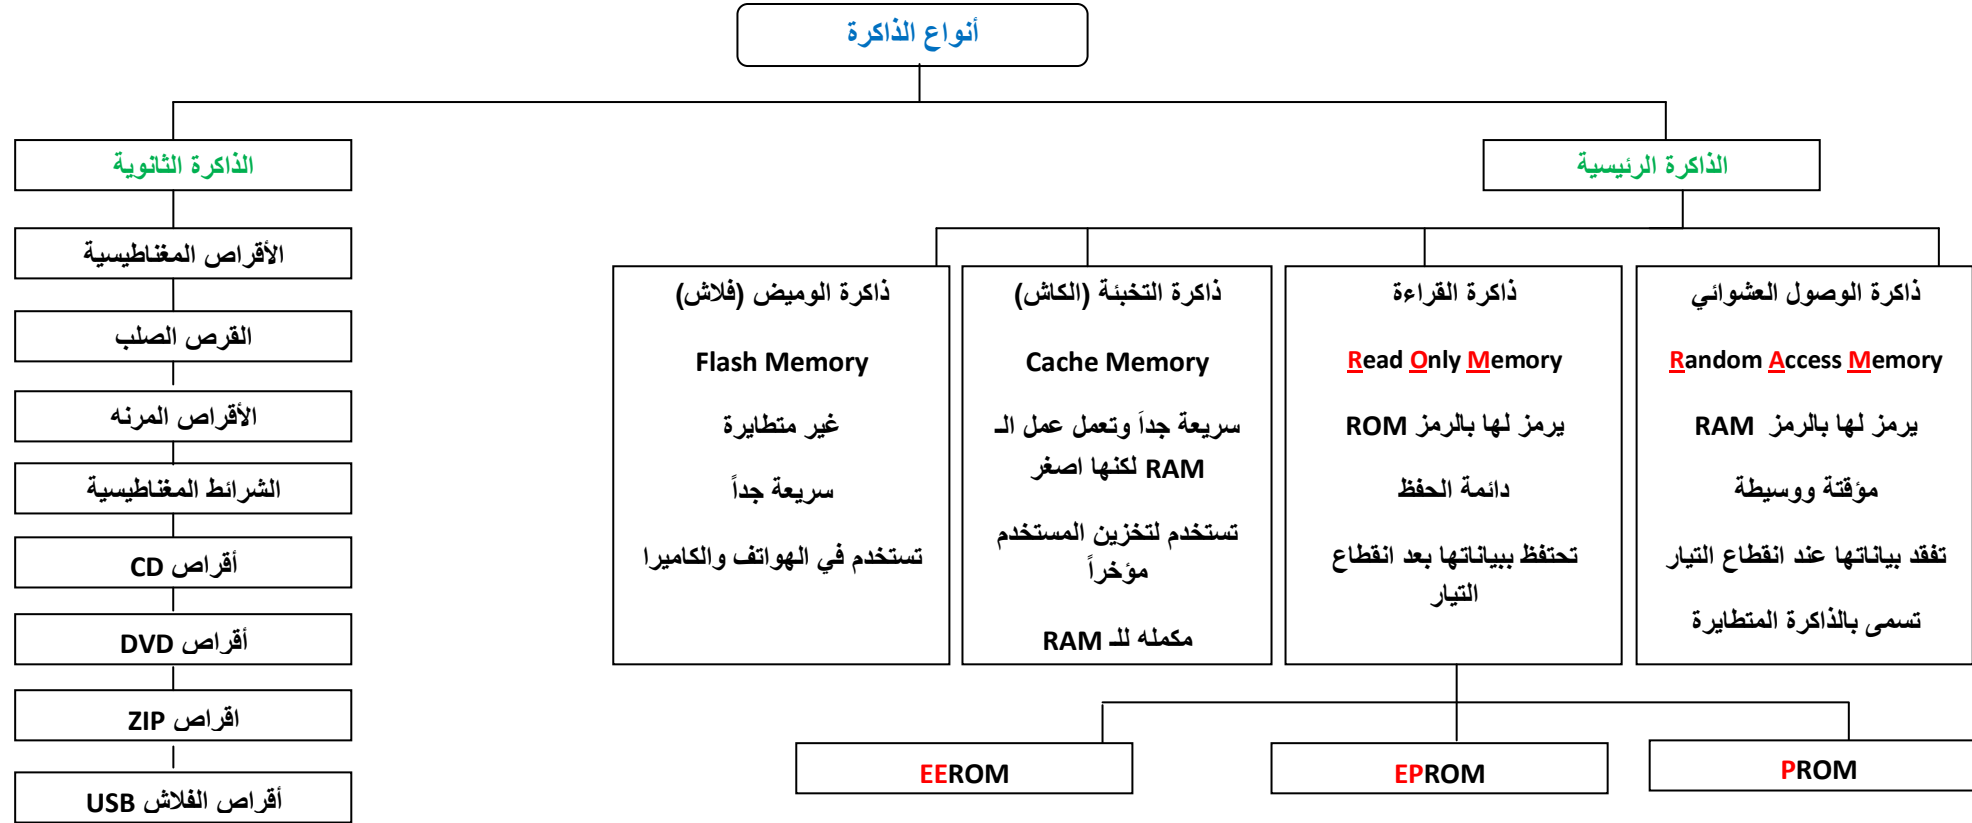 أنواع الذاكرة
الذاكرة الرئيسية
الذاكرة الثانوية
ذاكرة الوصول العشوائي
Random Access Memory
يرمز لها بالرمز RAM
مؤقتة ووسيطة
تفقد بياناتها عند انقطاع التيار
تسمى بالذاكرة المتطايرة
ذاكرة القراءة
Read Only Memory
يرمز لها بالرمز ROM
دائمة الحفظ
تحتفظ ببياناتها بعد انقطاع
التيار
ذاكرة التخبئة (الكاش)
Cache Memory
سريعة جداَ وتعمل عمل الـ
RAM لكنها اصغر
تستخدم لتخزين المستخدم
مؤخراً
مكمله للـ RAM
ذاكرة الوميض (فلاش)
Flash Memory
غير متطايرة
سريعة جداً
تستخدم في الهواتف والكاميرا
PROM
EPROM
EEROM
الأقراص المغناطيسية
القرص الصلب
الأقراص المرنه
الشرائط المغناطيسية
أقراص CD
أقراص DVD
اقراص ZIP
أقراص الفلاش USB